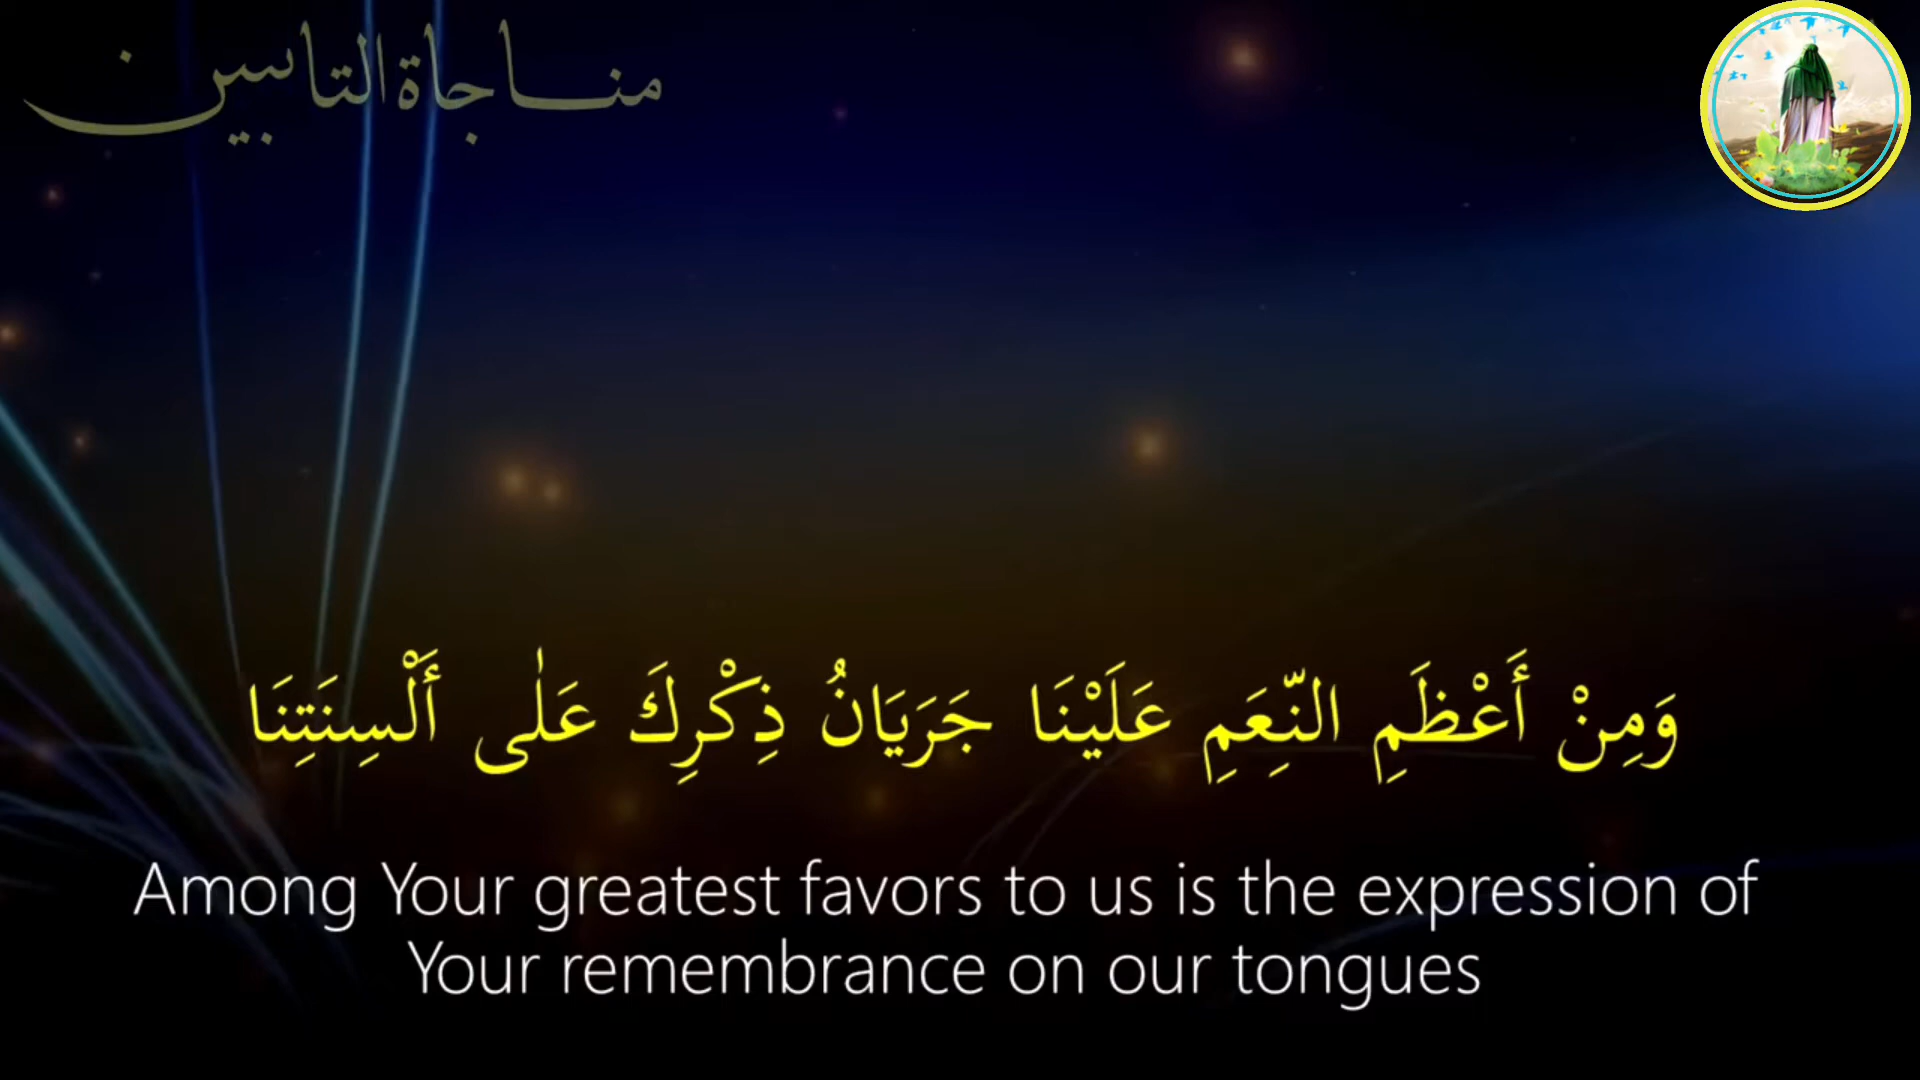 مناجاة التائبين
وَمِنْ أَعْظَمِ النِّعَمِ عَلَيْنَا جَرَيَانُ ذِكْرِكَ عَلٰى أَلْسِنَتِنَا
Among Your greatest favors to us is the expression of
Your remembrance on our tongues